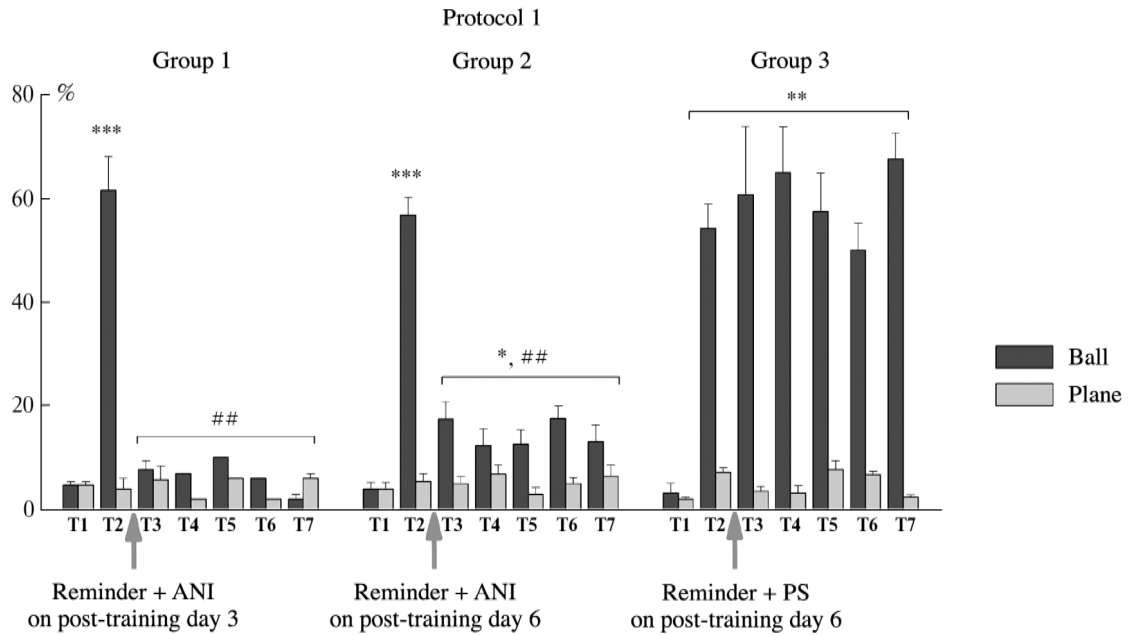 Protocol 1
Group 1
Group 2
Group 3
80
%
***
***
**
60
40
*, ##
Ball
Plane
20
##
0
T1 T2 T3 T4 T5 T6 T7
T1 T2 T3 T4 T5 T6 T7
T1 T2 T3 T4 T5 T6 T7
Reminder + ANI
on post-training day 3
Reminder + ANI
on post-training day 6
Reminder + PS
on post-training day 6